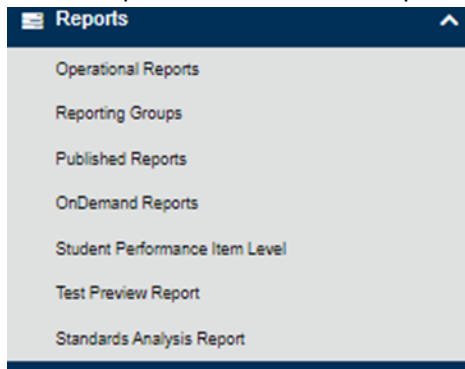 Reports
Operational Reports
Reporting Groups
Published Reports
OnDemand Reports
Student Performance Item Level
Test Preview Report
Standards Analysis Report